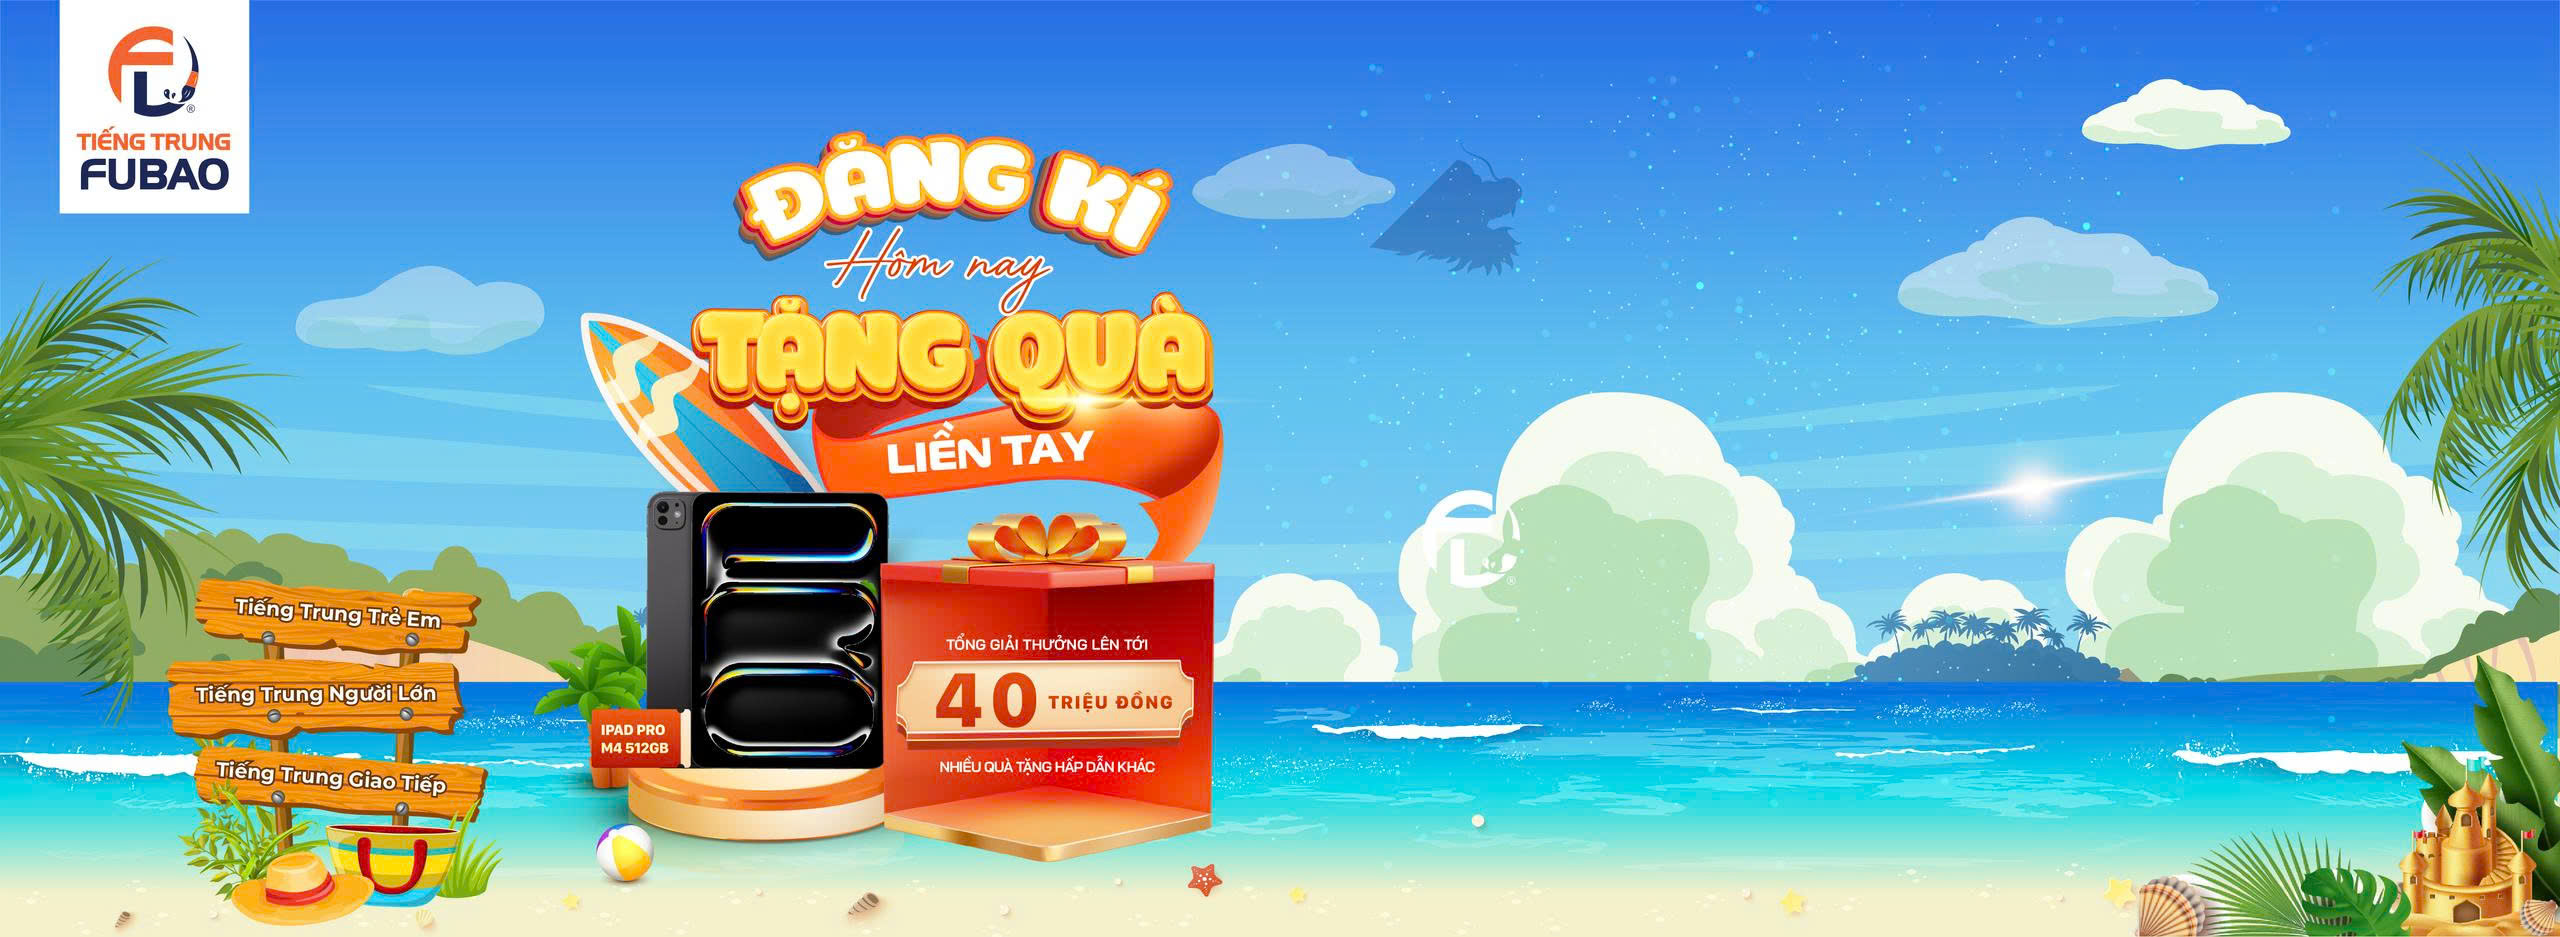 TIẾNG TRUNG
FUBAO
ĐĂNG KÍ
Hôm nay
TẶNG QUÀ
LIỀN TAY
Tiếng Trung Trẻ Em
Tiếng Trung Người Lớn
Tiếng Trung Giao Tiếp
IPAD PRO
M4 512GB
TỔNG GIẢI THƯỞNG LÊN TỚI
40 TRIỆU ĐỒNG
NHIỀU QUÀ TẶNG HẤP DẪN KHÁC